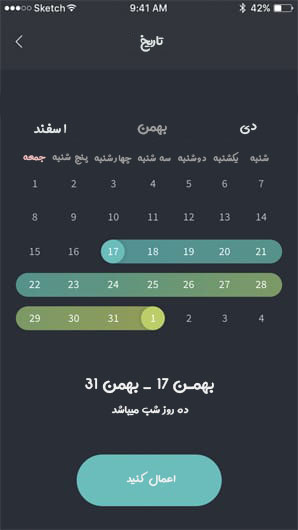 Sketch 9:41 AM 42%
تاریخ
دی بهمن اسفند
شنبه یکشنبه دوشنبه سه شنبه چهارشنبه پنج شنبه جمعه
1 2 3 4 5 6 7
8 9 10 11 12 13 14
15 16 17 18 19 20 21
22 23 24 25 26 27 28
29 30 31 1 2 3 4
بهمن 17 _ بهمن 31
ده روز شب میباشد
اعمال کنید